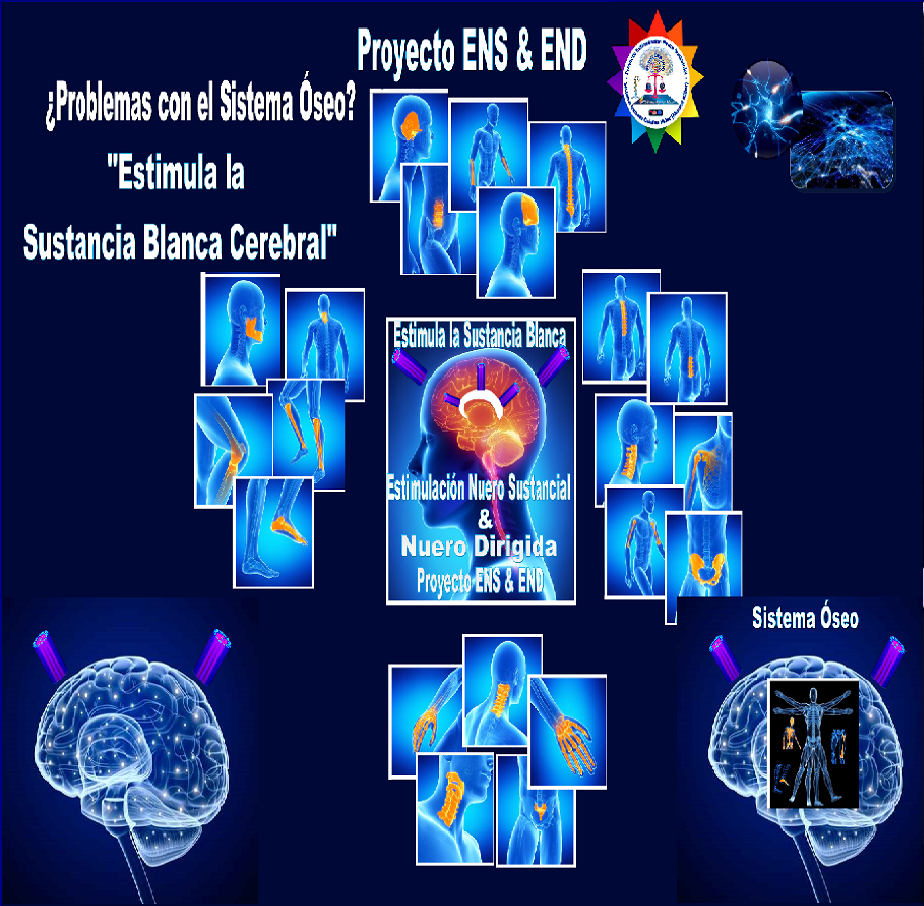 Proyecto ENS & END
¿Problemas con el Sistema Óseo?
"Estimula la
Sustancia Blanca Cerebral"
Estimula la Sustancia Blanca
Estimulación Nuero Sustancial
&
Nuero Dirigida
Proyecto ENS & END
Sistema Óseo